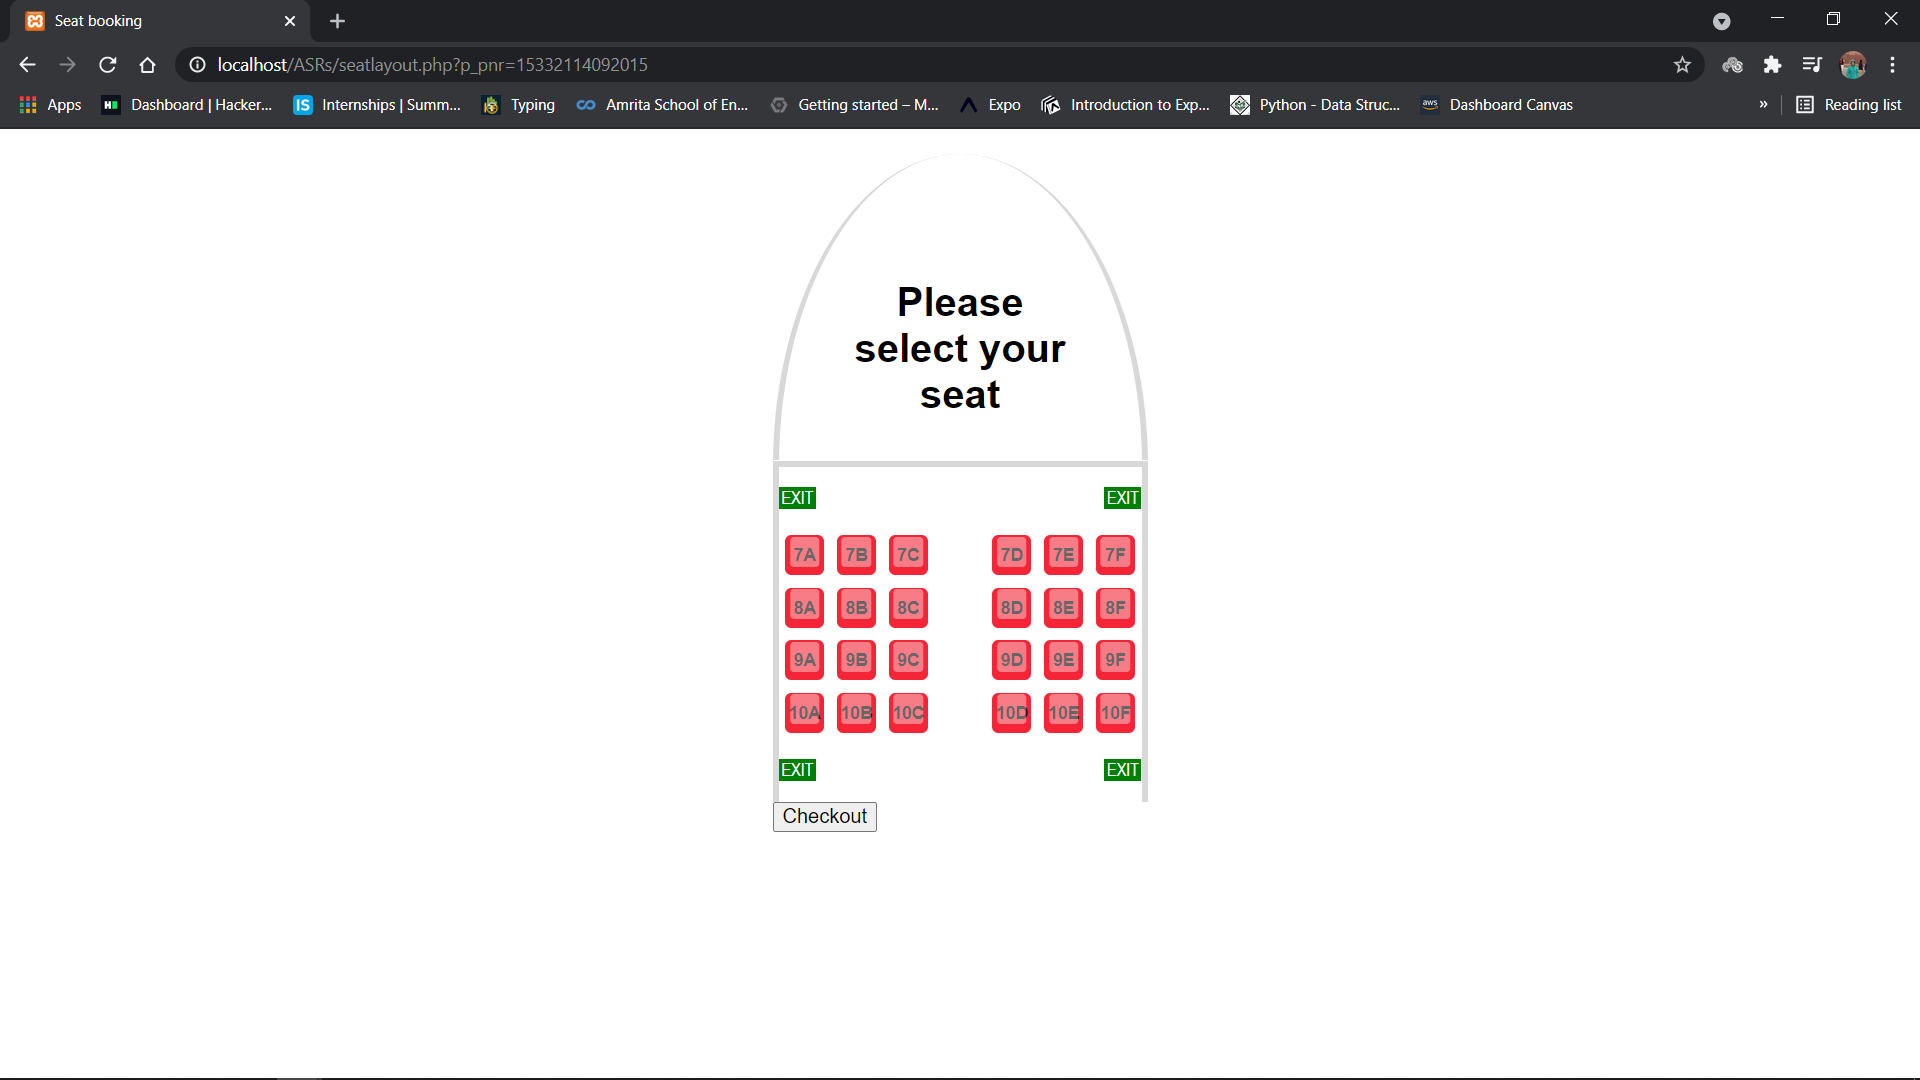 Seat booking
localhost/ASRs/seatlayout.php?p_pnr=15332114092015
Apps Dashboard | Hacker... Internships | Summ... Typing Amrita School of En... Getting started – M... Expo Introduction to Exp... Python - Data Struc... aws Dashboard Canvas » Reading list
Please
select your
seat
EXIT EXIT
7A 7B 7C 7D 7E 7F
8A 8B 8C 8D 8E 8F
9A 9B 9C 9D 9E 9F
10A 10B 10C 10D 10E 10F
EXIT EXIT
Checkout